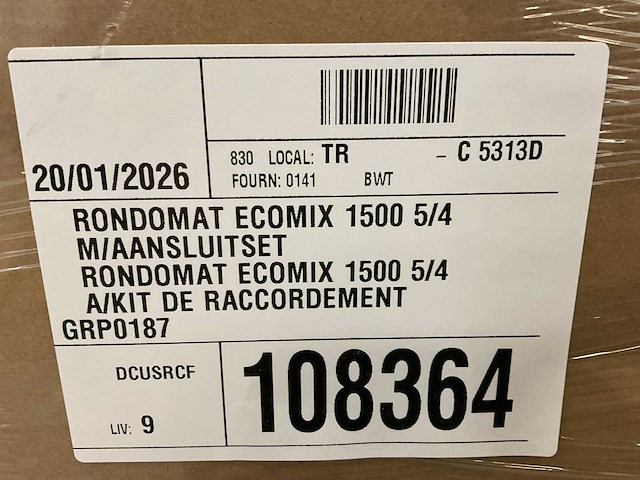 830 LOCAL: TR – C 5313D
20/01/2026
FOURN: 0141 BWT
RONDOMAT ECOMIX 1500 5/4
M/AANSLUITSET
RONDOMAT ECOMIX 1500 5/4
A/KIT DE RACCORDEMENT
GRP0187
DCUSRCF
LIV: 9
108364